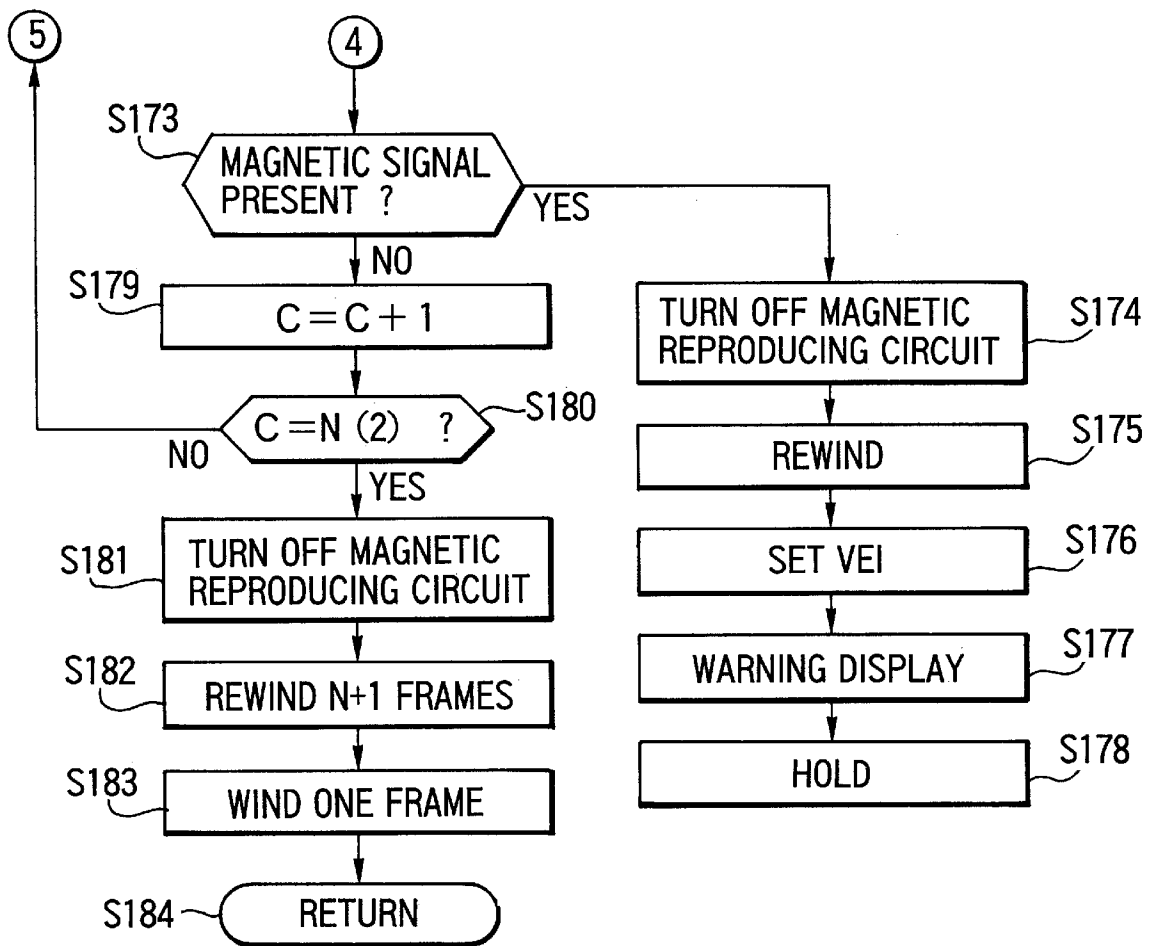 5
4
S173
MAGNETIC SIGNAL
PRESENT ?
YES
NO
S179
C=C+1
S180
C=N (2) ?
NO
YES
S181
TURN OFF MAGNETIC
REPRODUCING CIRCUIT
S182
REWIND N+1 FRAMES
S183
WIND ONE FRAME
S184
RETURN
TURN OFF MAGNETIC
REPRODUCING CIRCUIT
S174
REWIND
S175
SET VEI
S176
WARNING DISPLAY
S177
HOLD
S178